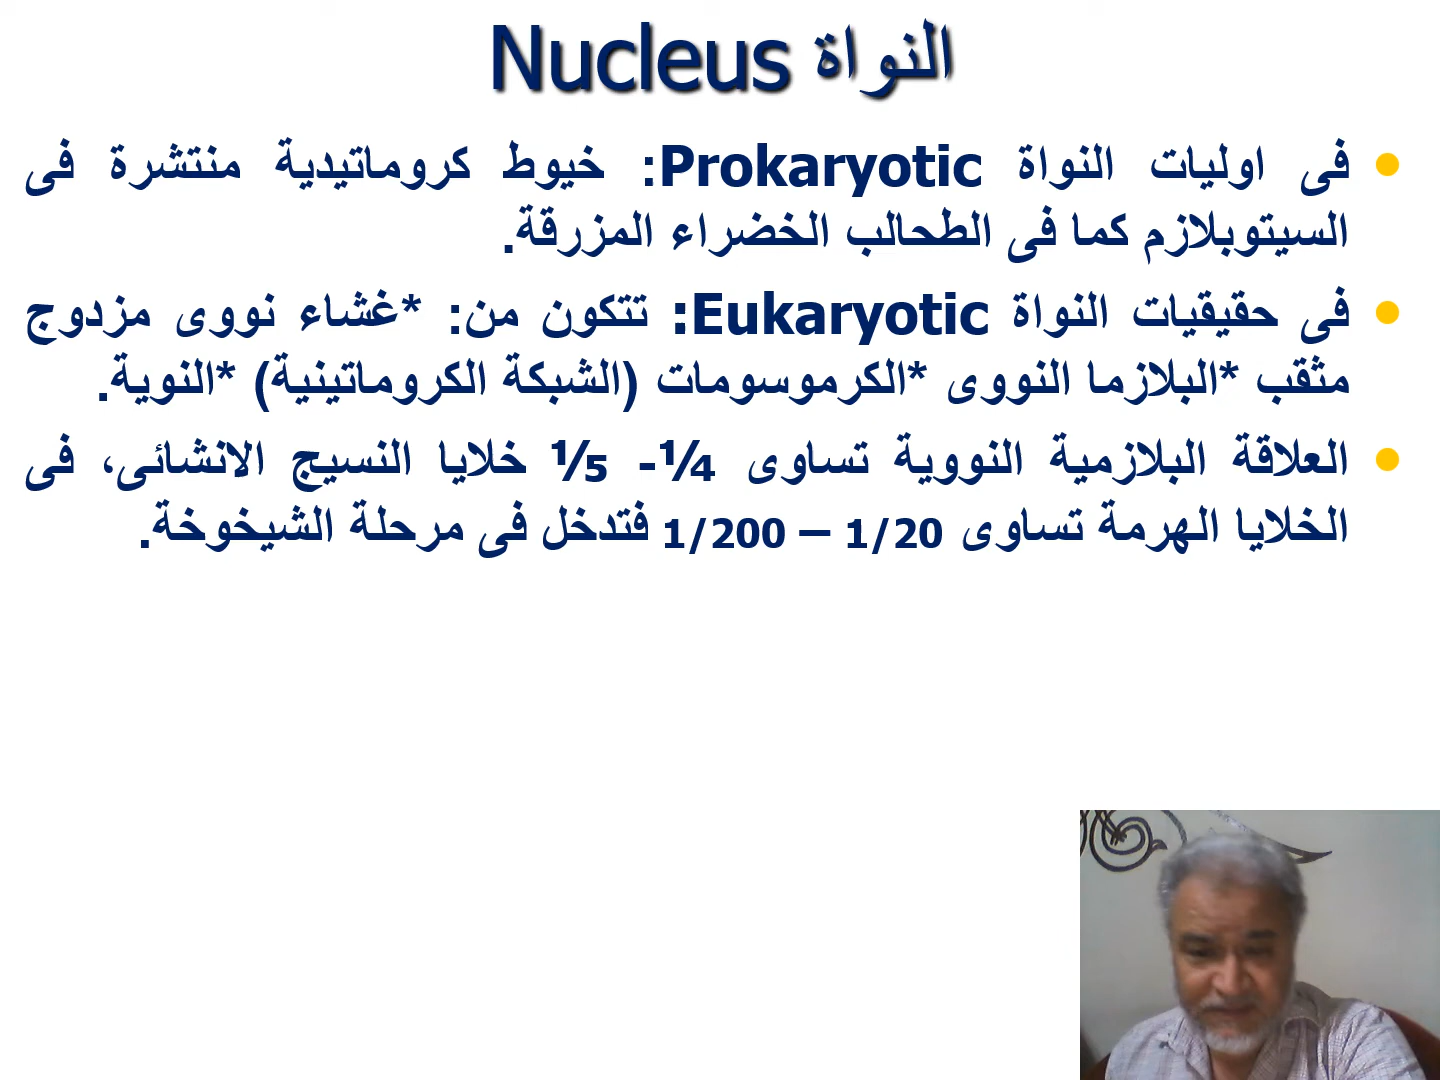 النواة Nucleus
فى اوليات النواة Prokaryotic: خيوط كروماتيدية منتشرة فى
السيتوبلازم كما فى الطحالب الخضراء المزرقة.
فى حقيقيات النواة Eukaryotic: تتكون من: *غشاء نووى مزدوج
مثقب *البلازما النووى *الكرموسومات (الشبكة الكروماتينية) *النوية.
العلاقة البلازمية النووية تساوى ¼- ⅕ خلايا النسيج الانشائى، فى
الخلايا الهرمة تساوى 1/20 – 1/200 فتدخل فى مرحلة الشيخوخة.